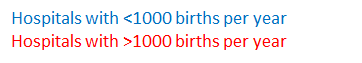 Hospitals with <1000 births per year
Hospitals with >1000 births per year